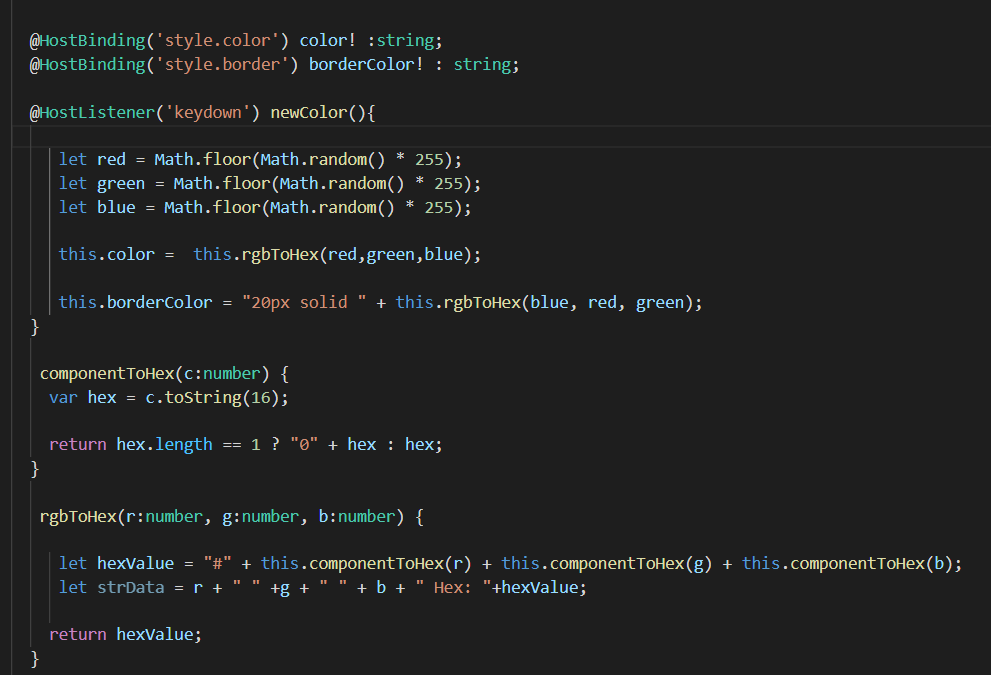 @HostBinding('style.color') color! :string;
@HostBinding('style.border') borderColor! : string;
@HostListener('keydown') newColor(){
let red = Math.floor(Math.random() * 255);
let green = Math.floor(Math.random() * 255);
let blue = Math.floor(Math.random() * 255);
this.color =  this.rgbToHex(red,green,blue);
this.borderColor = "20px solid " + this.rgbToHex(blue, red, green);
}
componentToHex(c:number) {
var hex = c.toString(16);
return hex.length == 1 ? "0" + hex : hex;
}
rgbToHex(r:number, g:number, b:number) {
let hexValue = "#" + this.componentToHex(r) + this.componentToHex(g) + this.componentToHex(b);
let strData = r + " " +g + " " + b + " Hex: "+hexValue;
return hexValue;
}